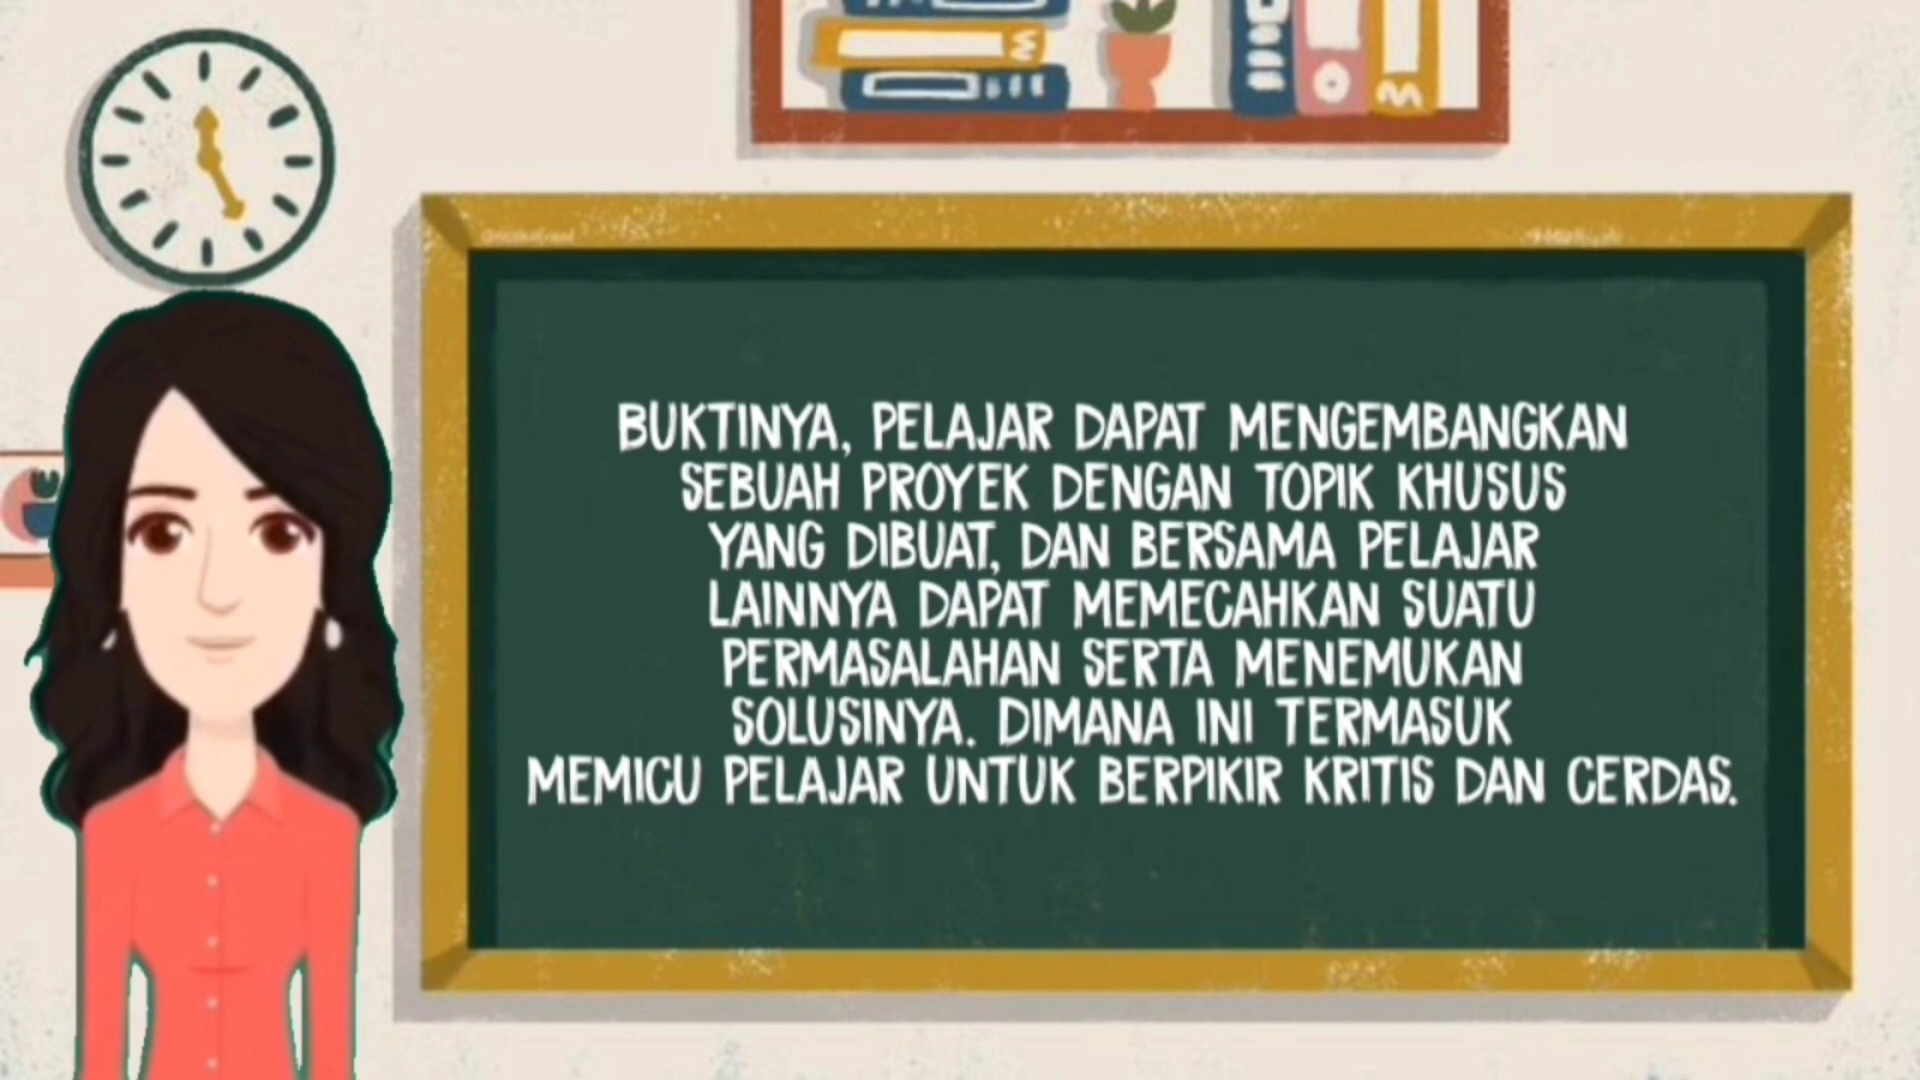 BUKTINYA, PELAJAR DAPAT MENGEMBANGKAN
SEBUAH PROYEK DENGAN TOPIK KHUSUS
YANG DIBUAT, DAN BERSAMA PELAJAR
LAINNYA DAPAT MEMECAHKAN SUATU
PERMASALAHAN SERTA MENEMUKAN
SOLUSINYA. DIMANA INI TERMASUK
MEMICU PELAJAR UNTUK BERPIKIR KRITIS DAN CERDAS.